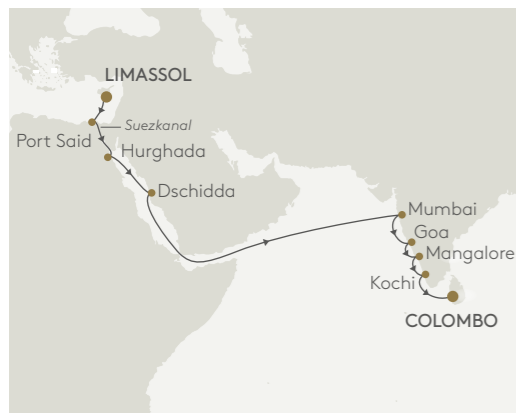 LIMASSOL
Suezkanal
Port Said
Hurghada
Dschidda
Mumbai
Goa
Mangalore
Kochi
COLOMBO